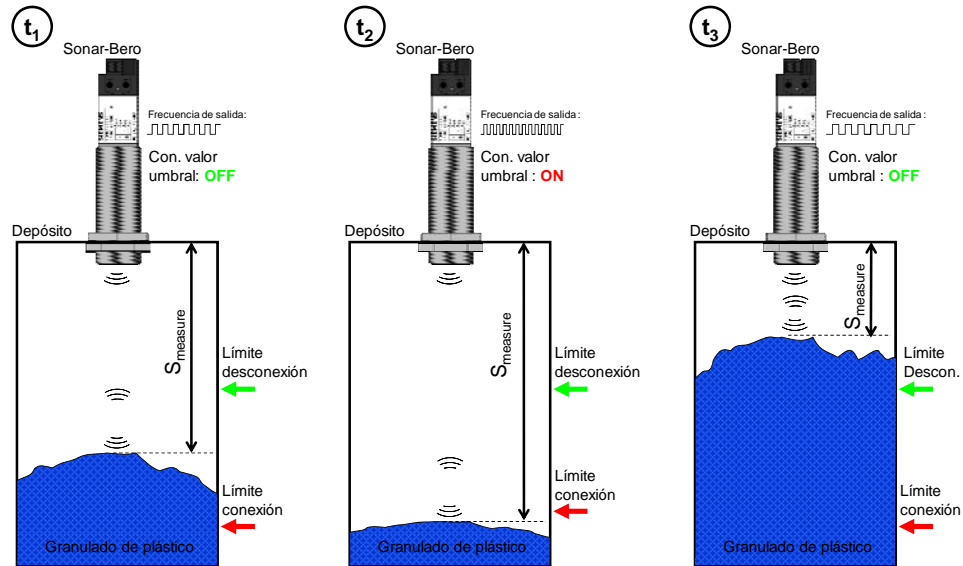 t1
Sonar-Bero
Frecuencia de salida :
Con. valor
umbral: OFF
Depósito
Smeasure
Límite
desconexión
Límite
conexión
Granulado de plástico
t2
Sonar-Bero
Frecuencia de salida :
Con. valor
umbral : ON
Depósito
Smeasure
Límite
desconexión
Límite
conexión
Granulado de plástico
t3
Sonar-Bero
Frecuencia de salida :
Con. valor
umbral : OFF
Depósito
Smeasure
Límite
Descon.
Límite
conexión
Granulado de plástico